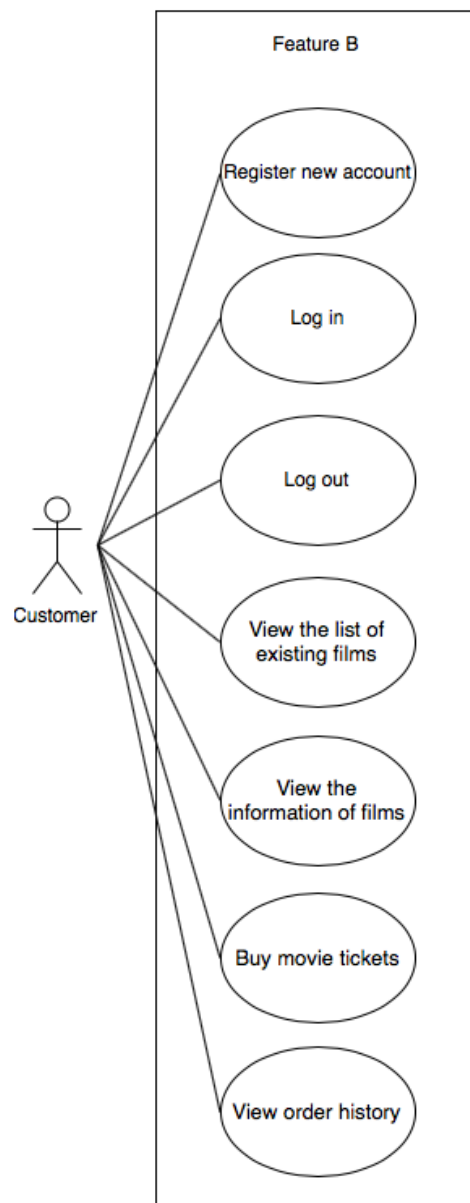 Feature B
Register new account
Log in
Log out
Customer
View the list of
existing films
View the
information of films
Buy movie tickets
View order history